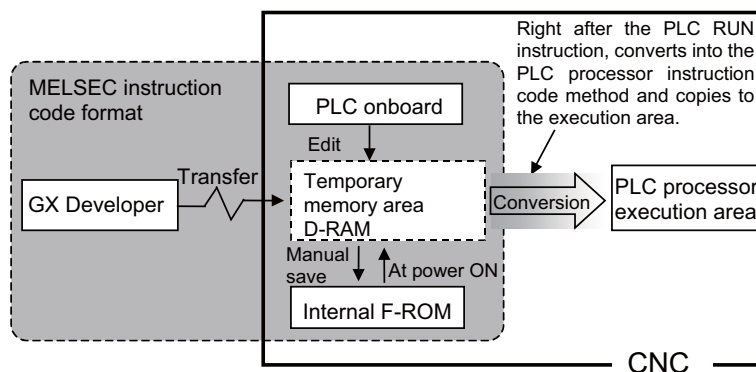 Right after the PLC RUN
instruction, converts into the
PLC processor instruction
code method and copies to
the execution area.
MELSEC instruction
code format
PLC onboard
Edit
Transfer
GX Developer
Temporary
memory area
D-RAM
Conversion
PLC processor
execution area
Manual
save
At power ON
Internal F-ROM
CNC